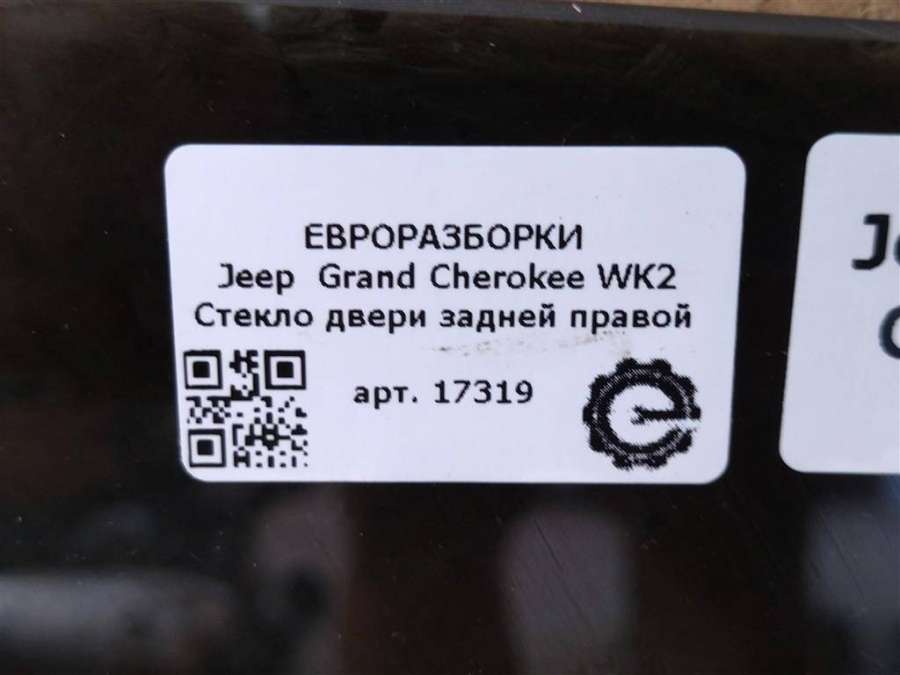 ЕВРОРАЗБОРКИ
Jeep Grand Cherokee WK2
Стекло двери задней правой
арт. 17319